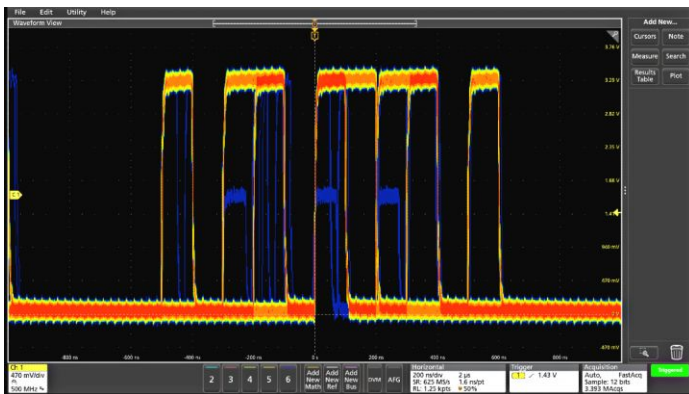 File Edit Utility Help
Waveform View
Add New...
Cursors Note
Measure Search
Results Table Plot
3.76 V
3.29 V
2.82 V
2.35 V
1.88 V
940 mV
470 mV
0 V
-470 mV
-800 ns -600 ns -400 ns -200 ns 0 s 200 ns 400 ns 600 ns 800 ns
Ch 1
470 mV/div
500 MHz
2 3 4 5 6
Add New Math
Add New Ref
Add New Bus
DVM AFG
Horizontal
200 ns/div 2 µs
SR: 625 MS/s 1.6 ns/pt
RL: 1.25 kpts 50%
Trigger
1 1.43 V
Acquisition
Auto, FastAcq
Sample: 12 bits
3.393 MAcqs
Triggered